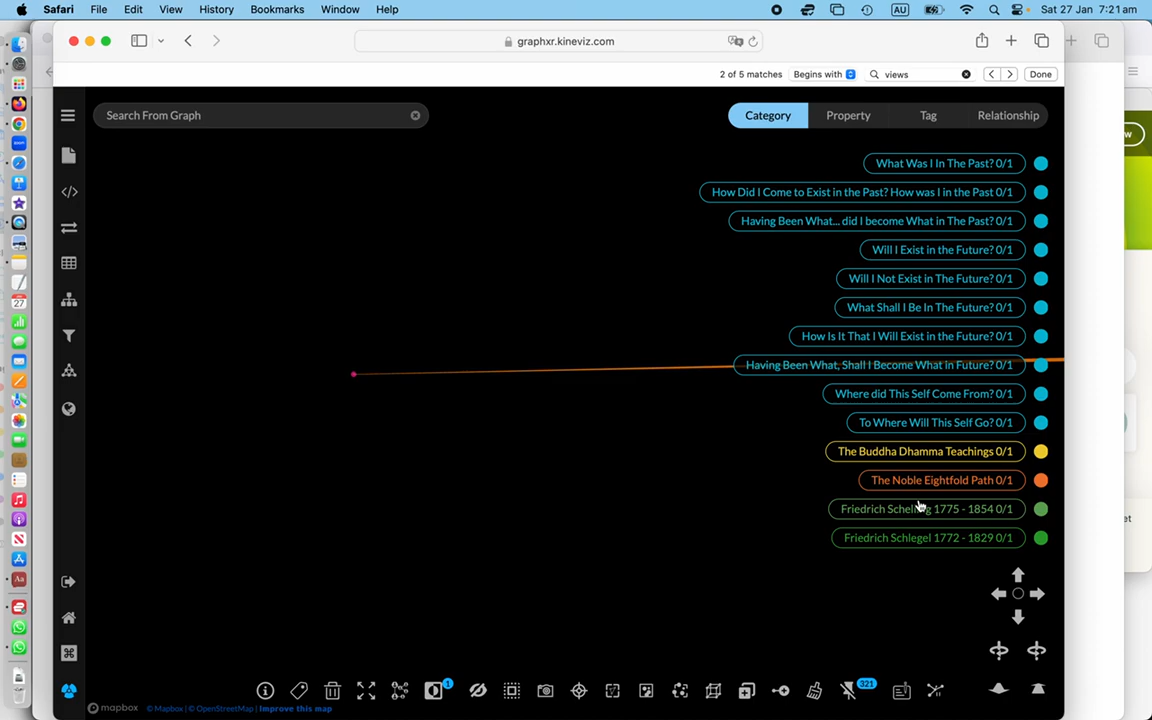 Safari File Edit View History Bookmarks Window Help
AU Sat 27 Jan 7:21 am
graphxr.kineviz.com
2 of 5 matches Begins with views Done
Search From Graph
Category Property Tag Relationship
What Was I In The Past? 0/1
How Did I Come to Exist in the Past? How was I in the Past 0/1
Having Been What... did I become What in The Past? 0/1
Will I Exist in the Future? 0/1
Will I Not Exist in The Future? 0/1
What Shall I Be In The Future? 0/1
How Is It That I Will Exist in the Future? 0/1
Having Been What, Shall I Become What in Future? 0/1
Where did This Self Come From? 0/1
To Where Will This Self Go? 0/1
The Buddha Dhamma Teachings 0/1
The Noble Eightfold Path 0/1
Friedrich Schelling 1775 - 1854 0/1
Friedrich Schlegel 1772 - 1829 0/1
1
321
mapbox © Mapbox | © OpenStreetMap | Improve this map